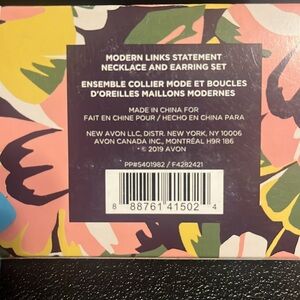 MODERN LINKS STATEMENT
NECKLACE AND EARRING SET
ENSEMBLE COLLIER MODE ET BOUCLES
D'OREILLES MAILLONS MODERNES
MADE IN CHINA FOR
FAIT EN CHINE POUR / HECHO EN CHINA PARA
NEW AVON LLC, DISTR. NEW YORK, NY 10006
AVON CANADA INC., MONTRÉAL H9R 1B6
• © 2019 AVON
PP#5401982 / F4282421
8 88761 41502 4